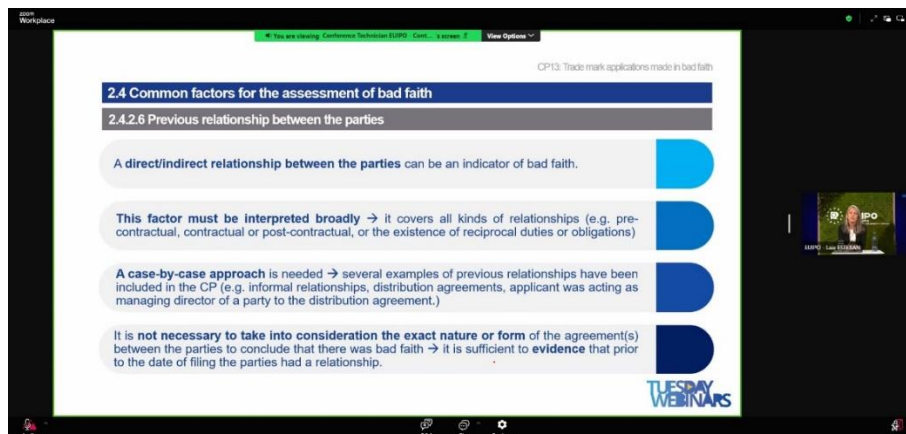 zoom
Workplace
You are viewing Conference Technician EUIPO - Cont... 's screen
View Options
CP13: Trade mark applications made in bad faith
2.4 Common factors for the assessment of bad faith
2.4.2.6 Previous relationship between the parties
A direct/indirect relationship between the parties can be an indicator of bad faith.
This factor must be interpreted broadly → it covers all kinds of relationships (e.g. pre-
contractual, contractual or post-contractual, or the existence of reciprocal duties or obligations)
A case-by-case approach is needed → several examples of previous relationships have been
included in the CP (e.g. informal relationships, distribution agreements, applicant was acting as
managing director of a party to the distribution agreement.)
It is not necessary to take into consideration the exact nature or form of the agreement(s)
between the parties to conclude that there was bad faith → it is sufficient to evidence that prior
to the date of filing the parties had a relationship.
TUESDAY
WEBINARS
IPO
EUIPO -